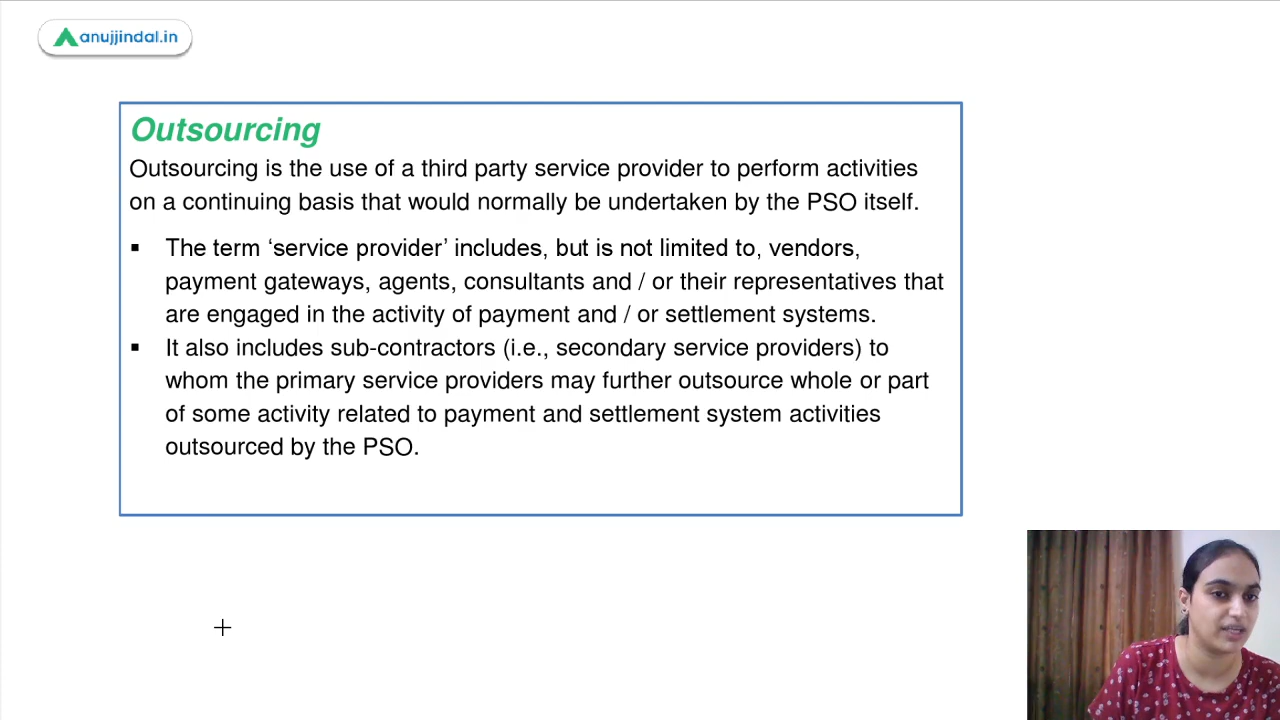 anujjindal.in
Outsourcing
Outsourcing is the use of a third party service provider to perform activities
on a continuing basis that would normally be undertaken by the PSO itself.
▪ The term ‘service provider’ includes, but is not limited to, vendors,
payment gateways, agents, consultants and / or their representatives that
are engaged in the activity of payment and / or settlement systems.
▪ It also includes sub-contractors (i.e., secondary service providers) to
whom the primary service providers may further outsource whole or part
of some activity related to payment and settlement system activities
outsourced by the PSO.